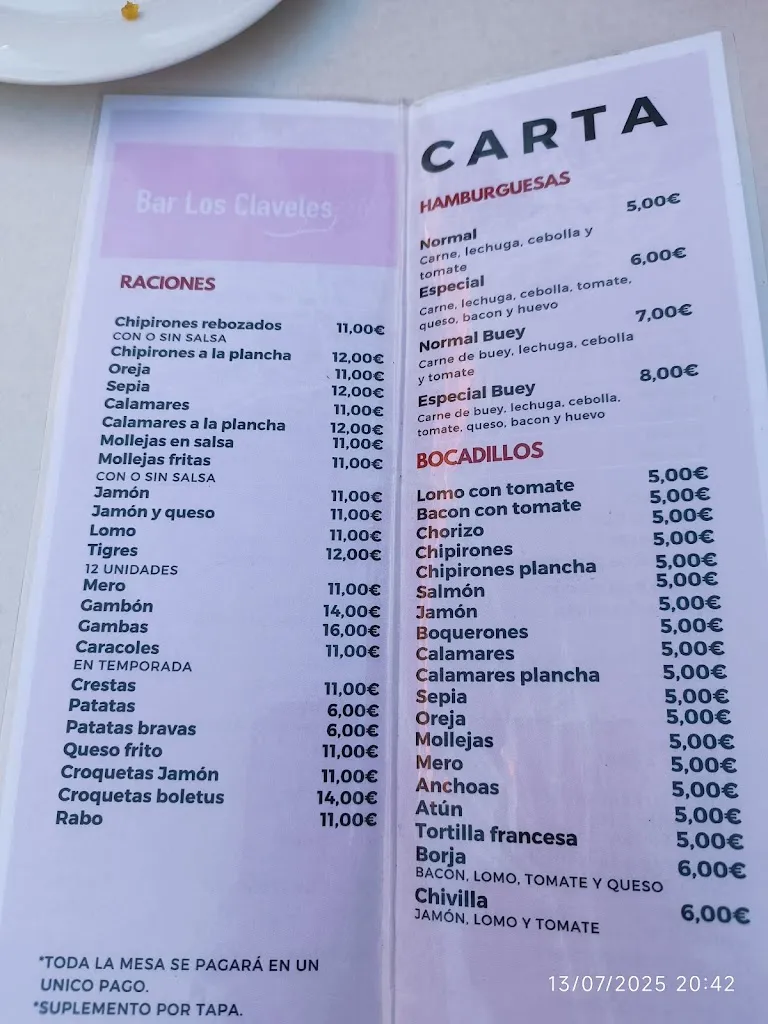 Bar Los Claveles
RACIONES
Chipirones rebozados 11,00€
CON O SIN SALSA
Chipirones a la plancha 12,00€
Oreja 11,00€
Sepia 12,00€
Calamares 11,00€
Calamares a la plancha 12,00€
Mollejas en salsa 11,00€
Mollejas fritas 11,00€
CON O SIN SALSA
Jamón 11,00€
Jamón y queso 11,00€
Lomo 11,00€
Tigres 12,00€
12 UNIDADES
Mero 11,00€
Gambón 14,00€
Gambas 16,00€
Caracoles 11,00€
EN TEMPORADA
Crestas 11,00€
Patatas 6,00€
Patatas bravas 6,00€
Queso frito 11,00€
Croquetas Jamón 11,00€
Croquetas boletus 14,00€
Rabo 11,00€
*TODA LA MESA SE PAGARÁ EN UN
UNICO PAGO.
*SUPLEMENTO POR TAPA.
CARTA
HAMBURGUESAS
Normal 5,00€
Carne, lechuga, cebolla y
tomate
Especial 6,00€
Carne, lechuga, cebolla, tomate,
queso, bacon y huevo
Normal Buey 7,00€
Carne de buey, lechuga, cebolla
y tomate
Especial Buey 8,00€
Carne de buey, lechuga, cebolla,
tomate, queso, bacon y huevo
BOCADILLOS
Lomo con tomate 5,00€
Bacon con tomate 5,00€
Chorizo 5,00€
Chipirones 5,00€
Chipirones plancha 5,00€
Salmón 5,00€
Jamón 5,00€
Boquerones 5,00€
Calamares 5,00€
Calamares plancha 5,00€
Sepia 5,00€
Oreja 5,00€
Mollejas 5,00€
Mero 5,00€
Anchoas 5,00€
Atún 5,00€
Tortilla francesa 5,00€
Borja 6,00€
BACON, LOMO, TOMATE Y QUESO
Chivilla 6,00€
JAMÓN, LOMO Y TOMATE
13/07/2025 20:42